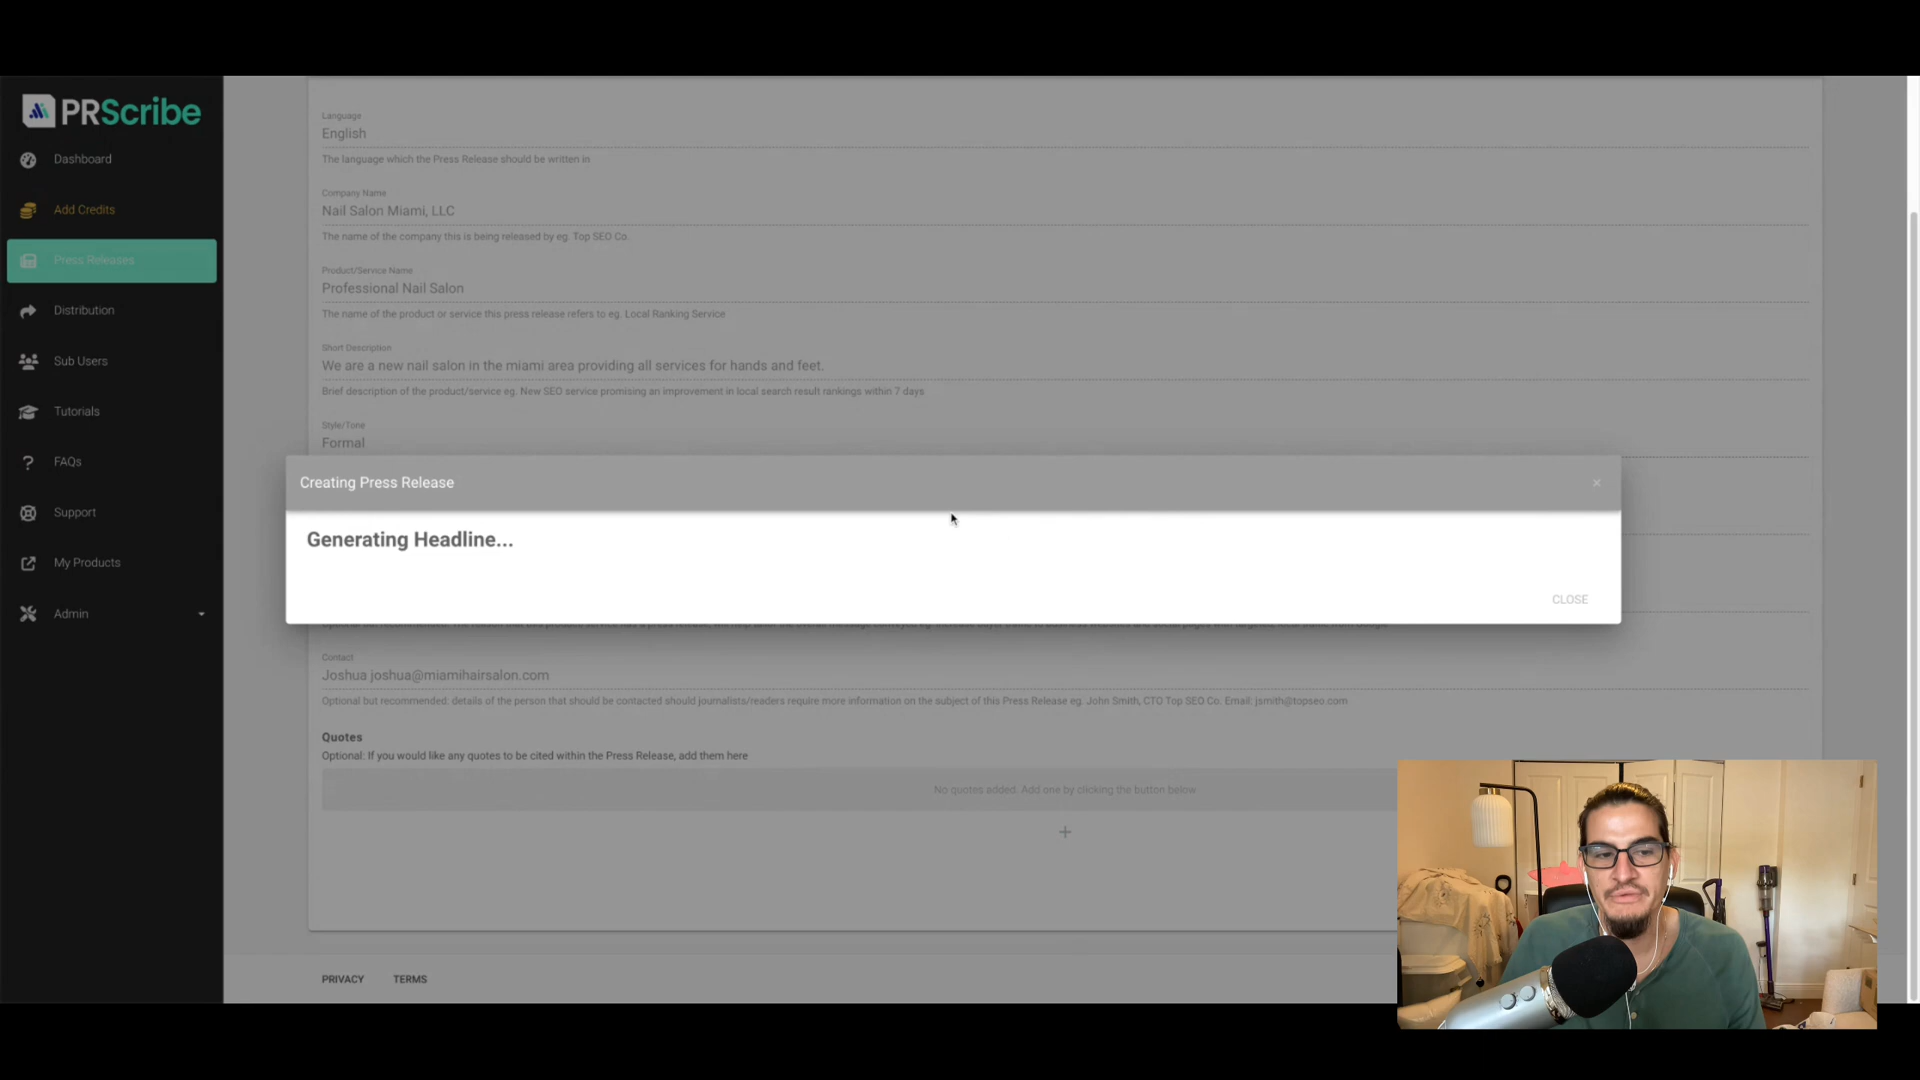 PRScribe
Dashboard
Add Credits
Press Releases
Distribution
Sub Users
Tutorials
FAQs
Support
My Products
Admin
Language
English
The language which the Press Release should be written in
Company Name
Nail Salon Miami, LLC
The name of the company this is being released by eg. Top SEO Co.
Product/Service Name
Professional Nail Salon
The name of the product or service this press release refers to eg. Local Ranking Service
Short Description
We are a new nail salon in the miami area providing all services for hands and feet.
Brief description of the product/service eg. New SEO service promising an improvement in local search result rankings within 7 days
Style/Tone
Formal
Creating Press Release
×
Generating Headline...
CLOSE
Contact
Joshua joshua@miamihairsalon.com
Optional but recommended: details of the person that should be contacted should journalists/readers require more information on the subject of this Press Release eg. John Smith, CTO Top SEO Co. Email: jsmith@topseo.com
Quotes
Optional: If you would like any quotes to be cited within the Press Release, add them here
No quotes added. Add one by clicking the button below
+
PRIVACY TERMS